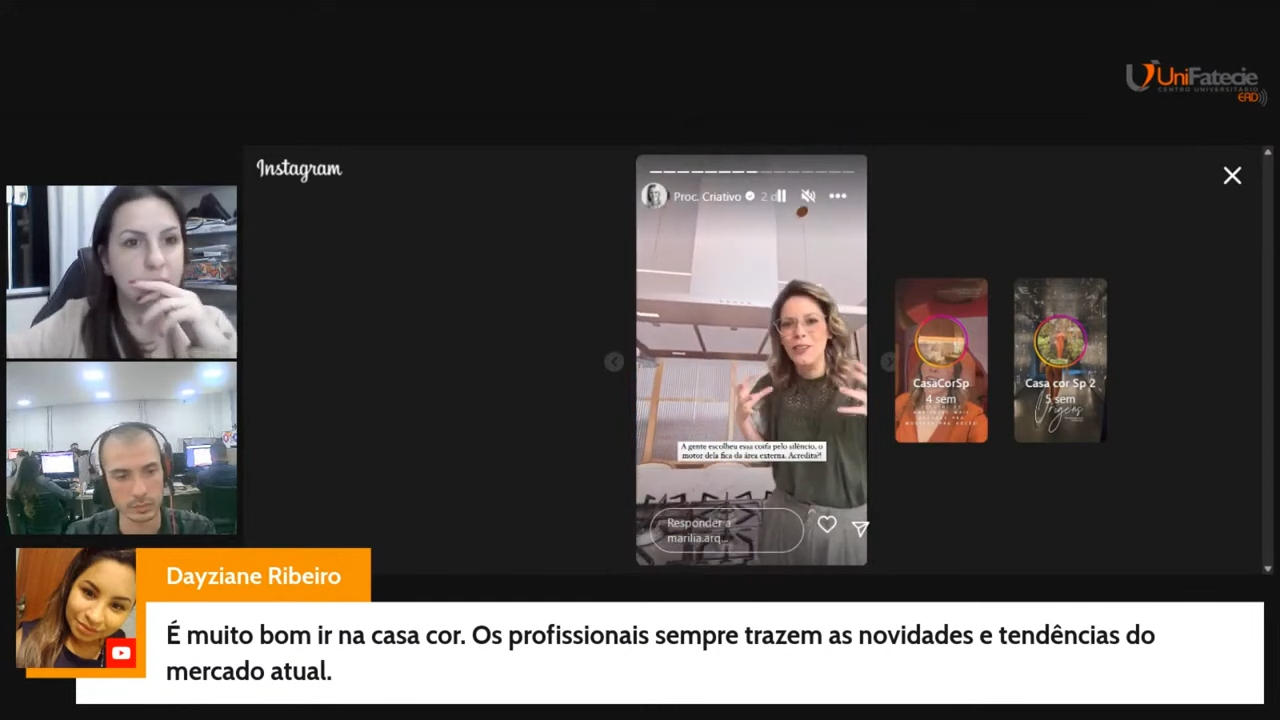 UniFatecie
CENTRO UNIVERSITÁRIO
EAD
Instagram
Proc. Criativo 2 d
A gente escolheu essa coifa pelo silêncio, o
motor dela fica da área externa. Acredita?!
Responder a
marilia.arq...
CasaCorSp
4 sem
Casa cor Sp 2
5 sem
Origens
Dayziane Ribeiro
É muito bom ir na casa cor. Os profissionais sempre trazem as novidades e tendências do
mercado atual.